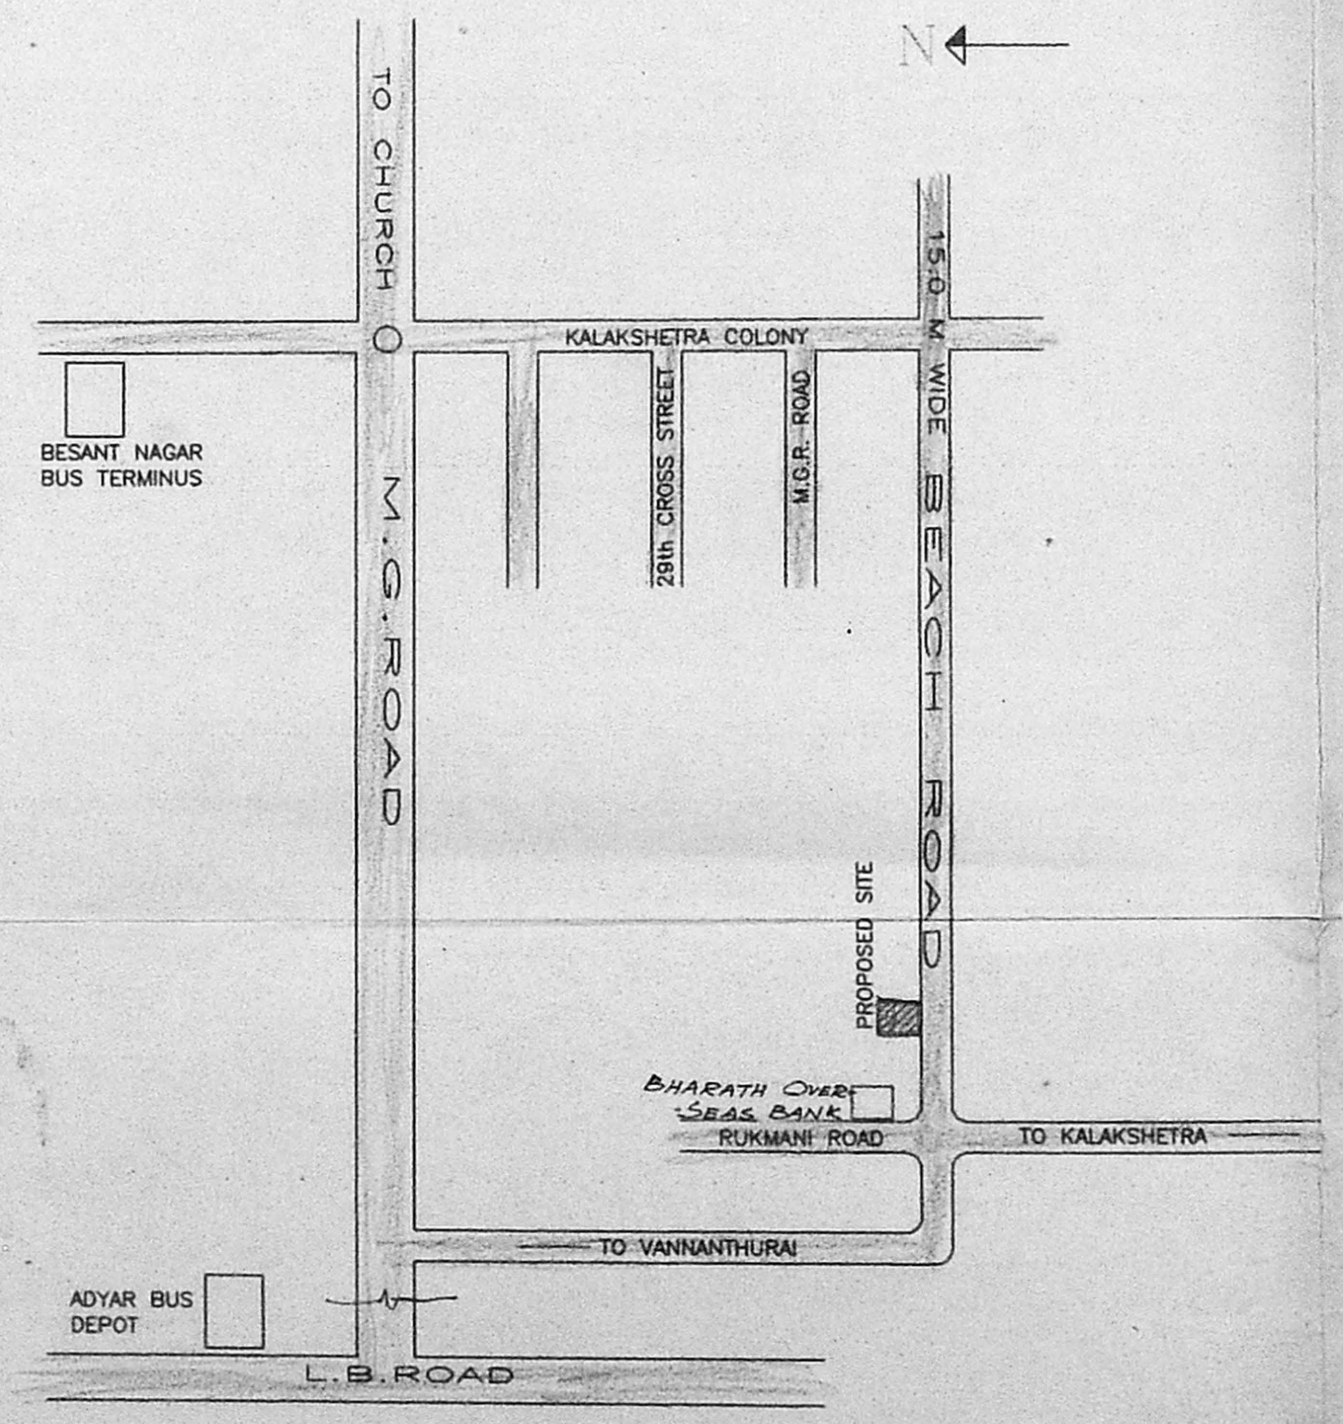 N
TO CHURCH
15.0 M WIDE BEACH ROAD
KALAKSHETRA COLONY
29th CROSS STREET
M.G.R. ROAD
BESANT NAGAR
BUS TERMINUS
M.G.ROAD
PROPOSED SITE
BHARATH OVER-
-SEAS BANK
RUKMANI ROAD
TO KALAKSHETRA
TO VANNANTHURAI
ADYAR BUS
DEPOT
L.B.ROAD